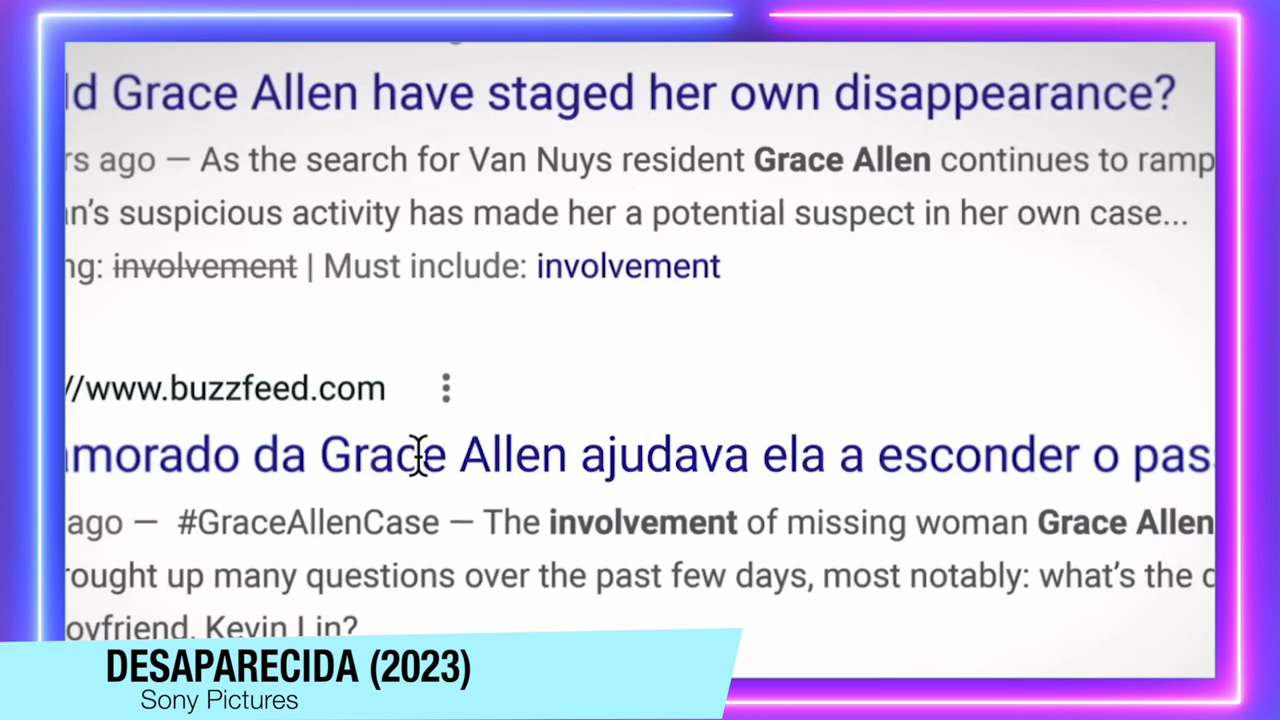 ld Grace Allen have staged her own disappearance?
rs ago — As the search for Van Nuys resident Grace Allen continues to ramp
n's suspicious activity has made her a potential suspect in her own case...
ng: involvement | Must include: involvement
//www.buzzfeed.com
amorado da Grace Allen ajudava ela a esconder o pas
ago — #GraceAllenCase — The involvement of missing woman Grace Allen
rought up many questions over the past few days, most notably: what's the d
oyfriend, Kevin Lin?
DESAPARECIDA (2023)
Sony Pictures